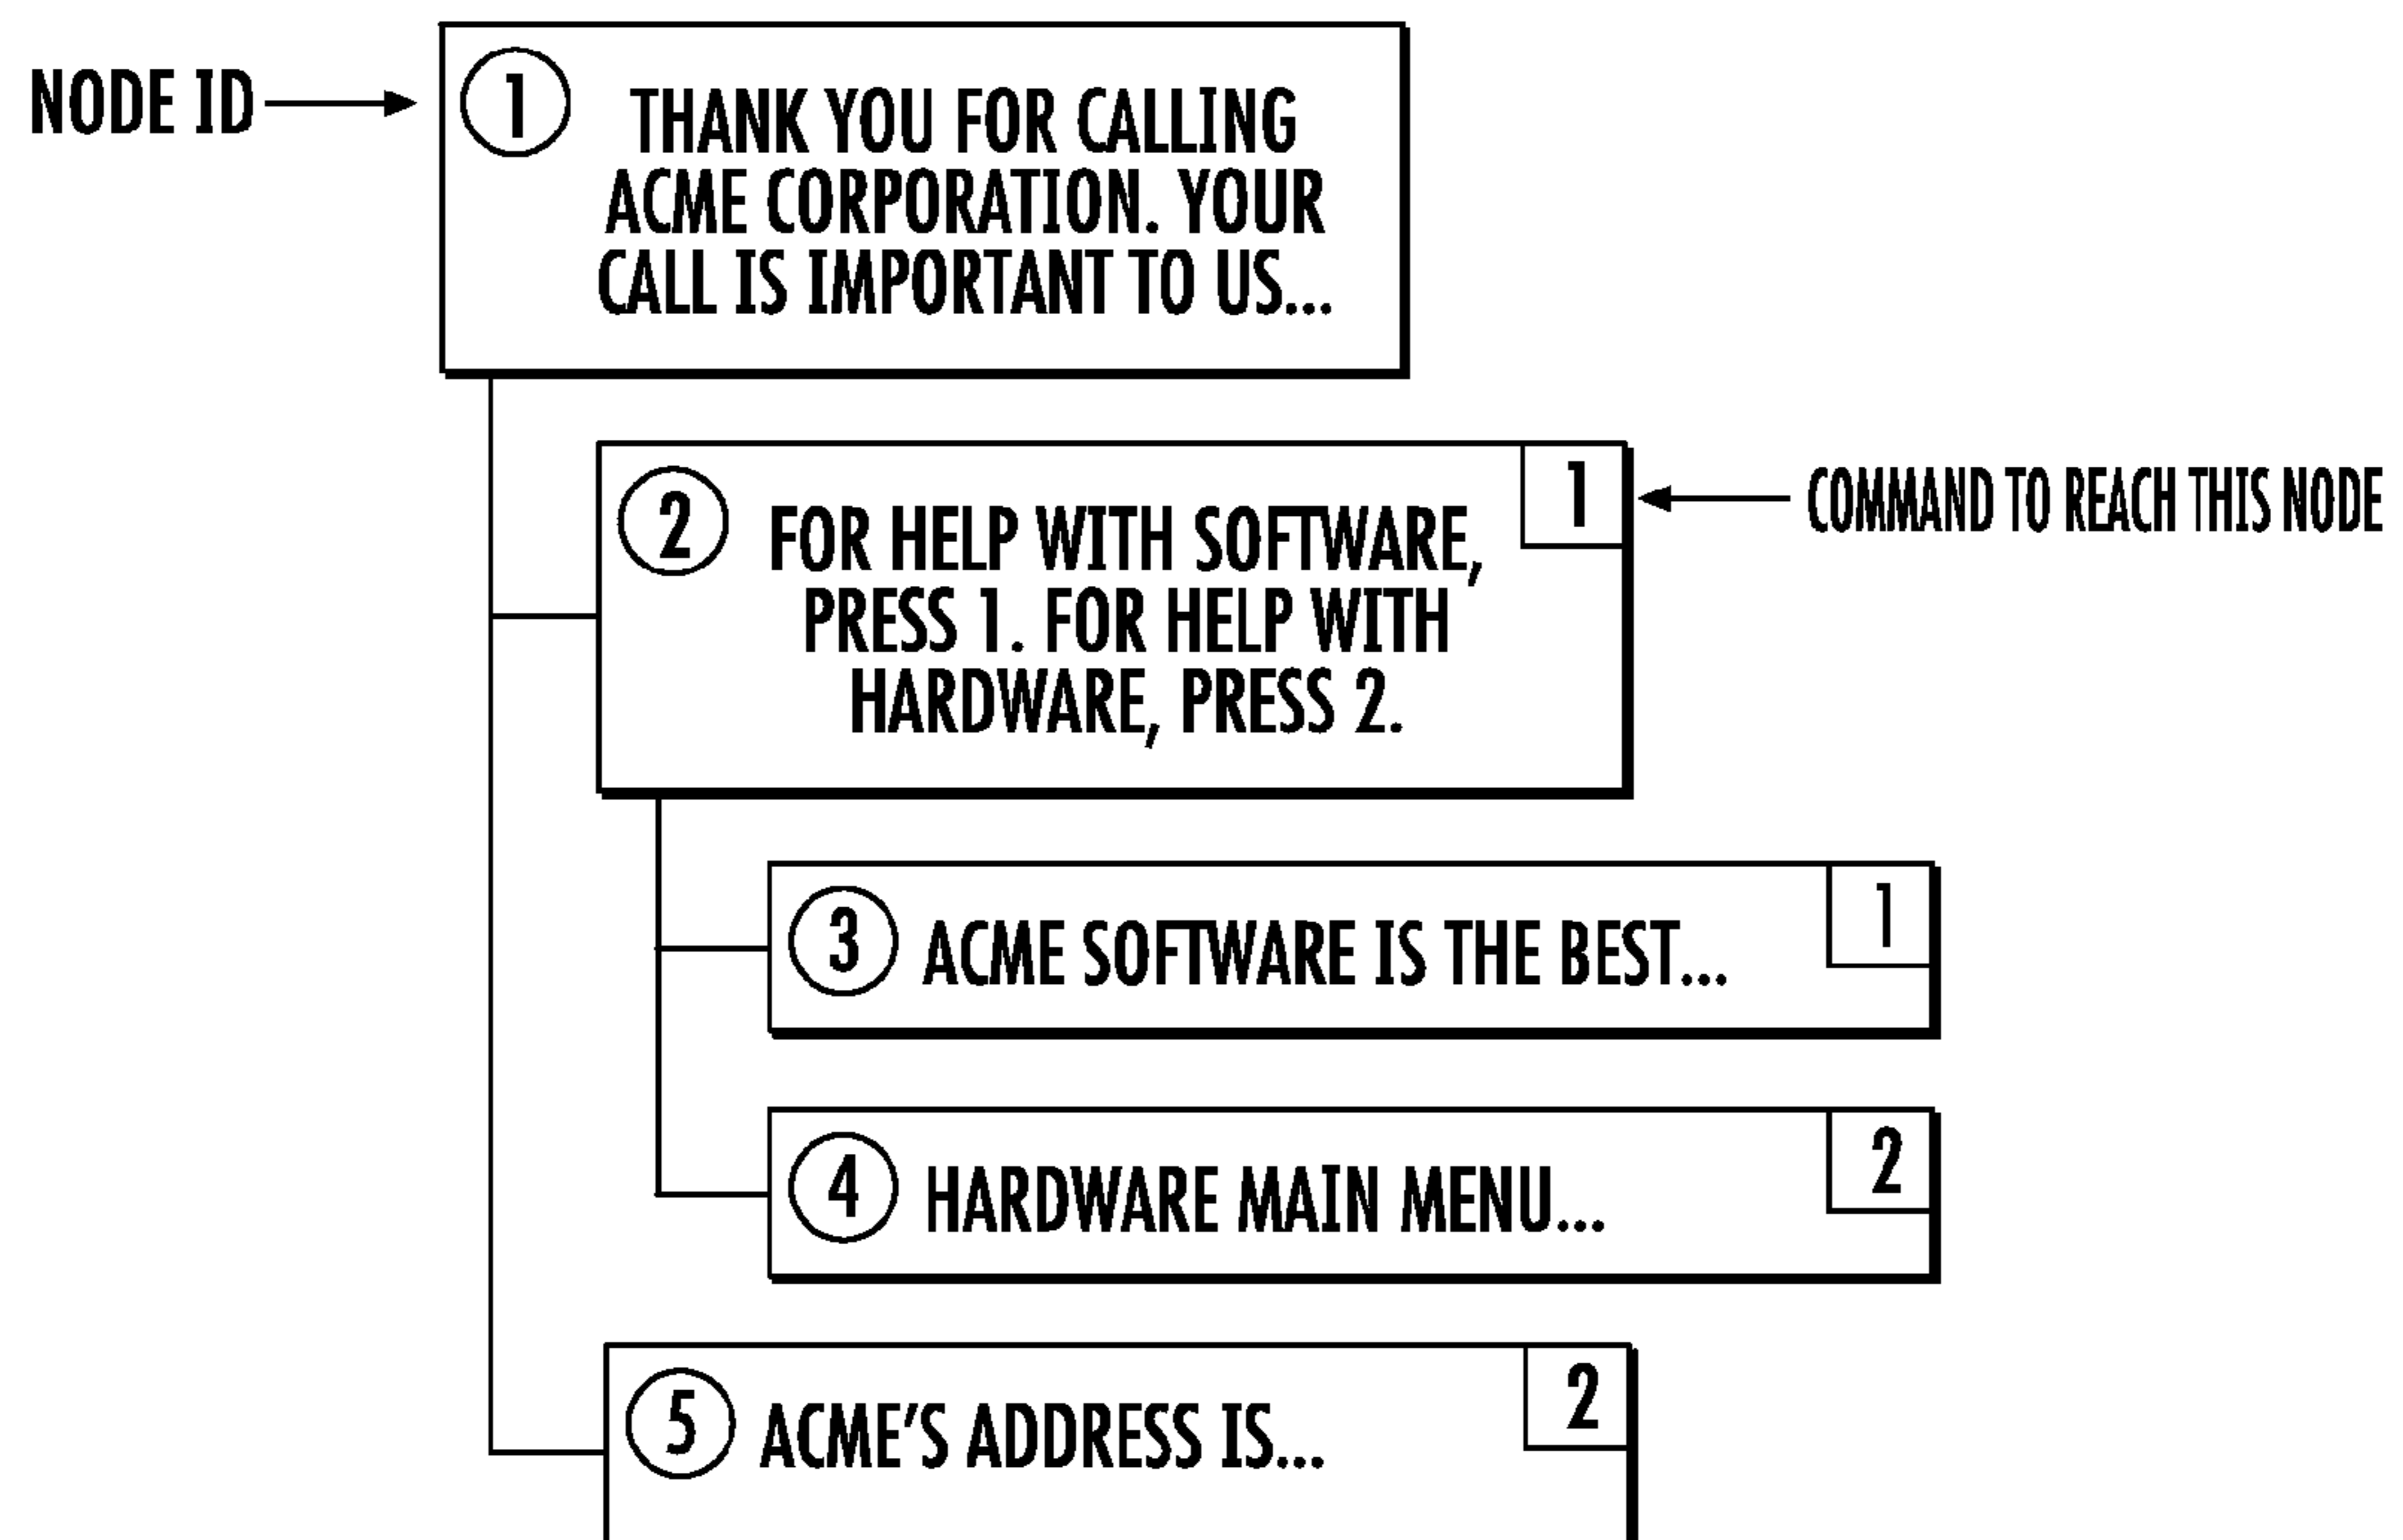 NODE ID
1
THANK YOU FOR CALLING
ACME CORPORATION. YOUR
CALL IS IMPORTANT TO US...
2
FOR HELP WITH SOFTWARE,
PRESS 1. FOR HELP WITH
HARDWARE, PRESS 2.
1
COMMAND TO REACH THIS NODE
3
ACME SOFTWARE IS THE BEST...
1
4
HARDWARE MAIN MENU...
2
5
ACME'S ADDRESS IS...
2